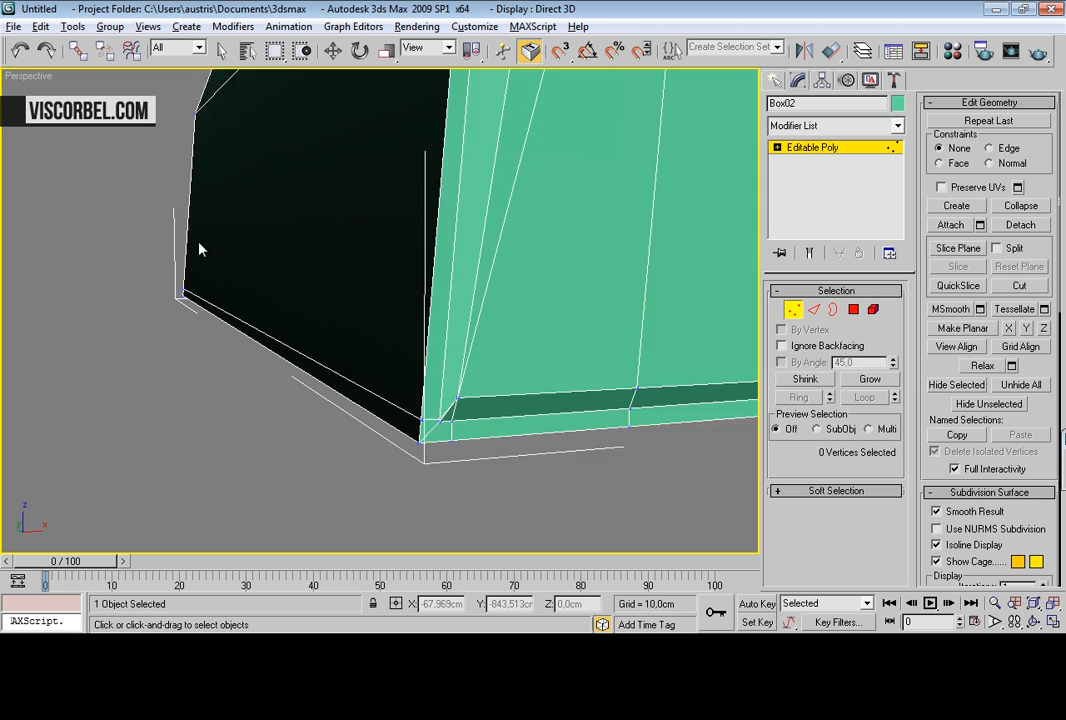 Untitled - Project Folder: C:\Users\austris\Documents\3dsmax - Autodesk 3ds Max 2009 SP1 x64 - Display : Direct 3D
File Edit Tools Group Views Create Modifiers Animation Graph Editors Rendering Customize MAXScript Help
All View Create Selection Set
Perspective
VISCORBEL.COM
Box02
Modifier List
Editable Poly
Selection
By Vertex
Ignore Backfacing
By Angle: 45,0
Shrink Grow
Ring Loop
Preview Selection
Off SubObj Multi
0 Vertices Selected
Soft Selection
Edit Geometry
Repeat Last
Constraints
None Edge
Face Normal
Preserve UVs
Create Collapse
Attach Detach
Slice Plane Split
Slice Reset Plane
QuickSlice Cut
MSmooth Tessellate
Make Planar X Y Z
View Align Grid Align
Relax
Hide Selected Unhide All
Hide Unselected
Named Selections:
Copy Paste
Delete Isolated Vertices
Full Interactivity
Subdivision Surface
Smooth Result
Use NURMS Subdivision
Isoline Display
Show Cage......
Display
z
y x
0 / 100
0 10 20 30 40 50 60 70 80 90 100
1 Object Selected X: -67,969cm Y: -843,513cm Z: 0,0cm Grid = 10,0cm Auto Key Selected
AXScript. Click or click-and-drag to select objects Add Time Tag Set Key Key Filters... 0